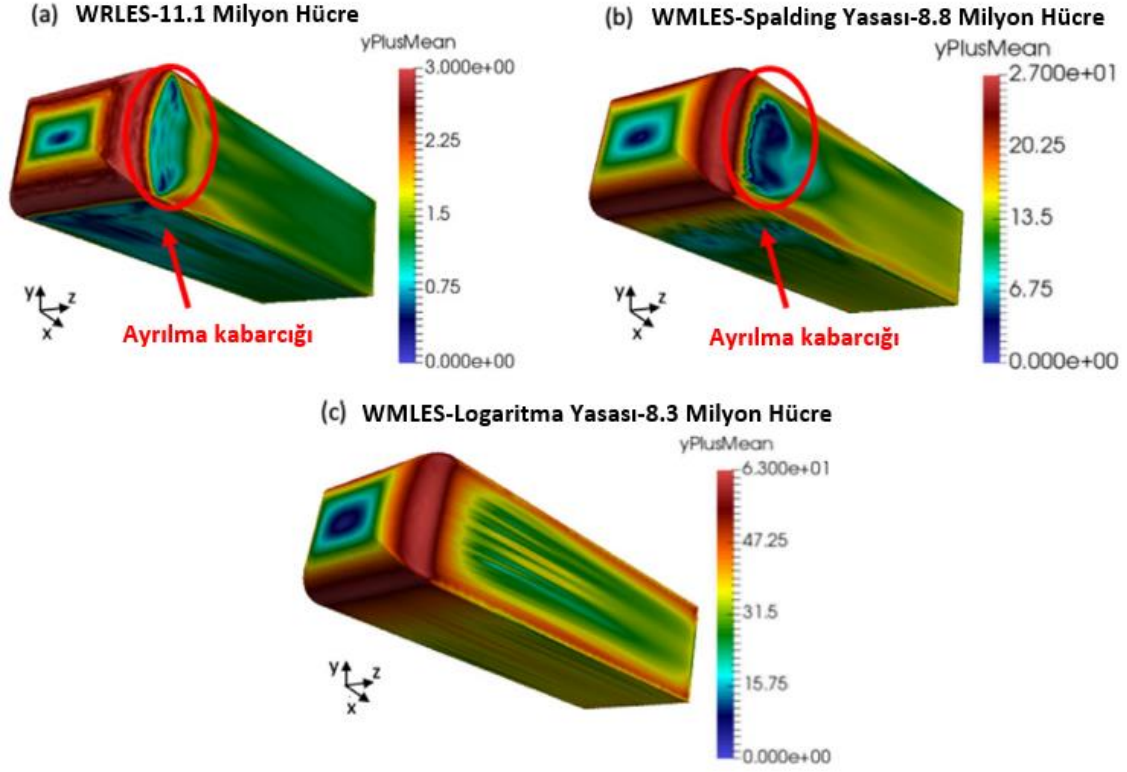 (a) WRLES-11.1 Milyon Hücre
yPlusMean
3.000e+00
2.25
1.5
0.75
0.000e+00
y
z
x
Ayrılma kabarcığı
(b) WMLES-Spalding Yasası-8.8 Milyon Hücre
yPlusMean
2.700e+01
20.25
13.5
6.75
0.000e+00
y
z
x
Ayrılma kabarcığı
(c) WMLES-Logaritma Yasası-8.3 Milyon Hücre
yPlusMean
6.300e+01
47.25
31.5
15.75
0.000e+00
y
z
x